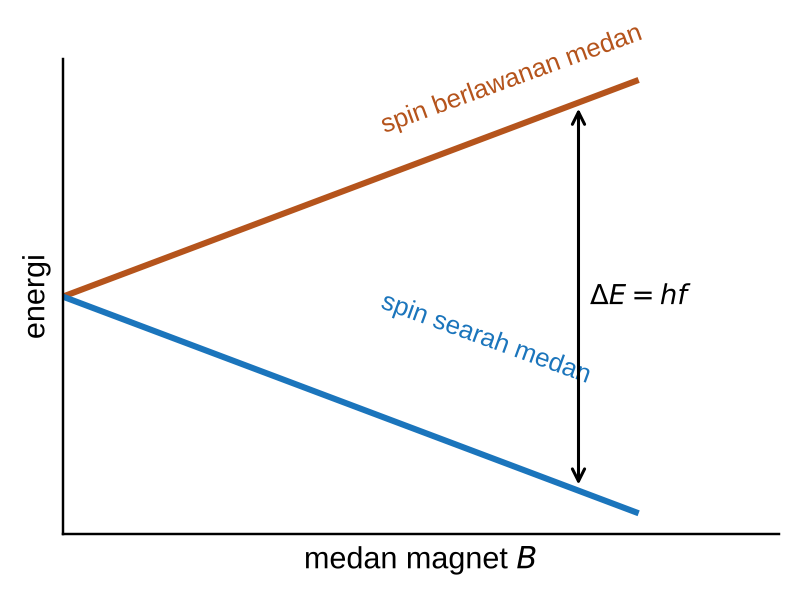 spin berlawanan medan
energi
ΔE = hf
spin searah medan
medan magnet B